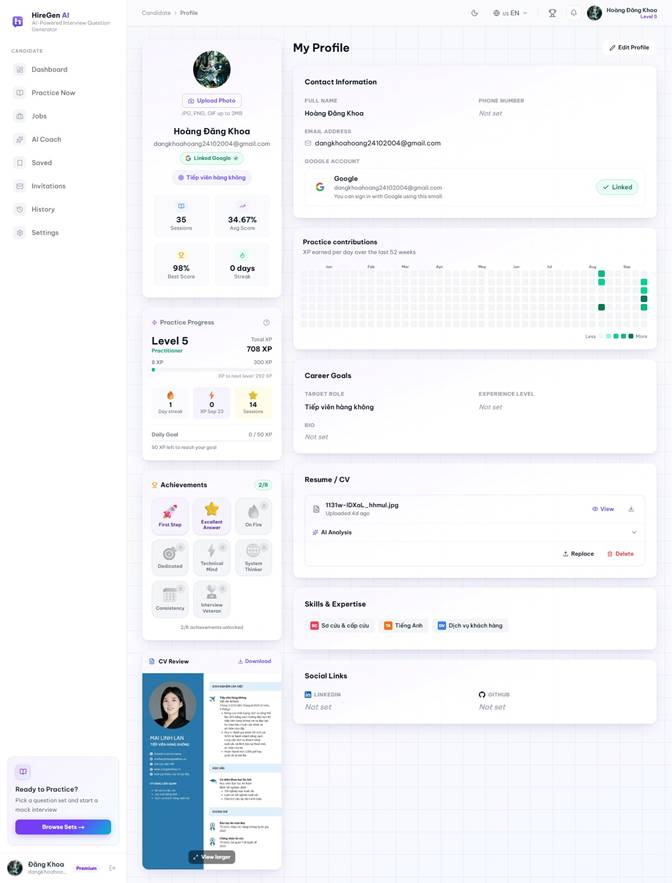 HireGen AI
AI-Powered Interview Question
Generator
CANDIDATE
Dashboard
Practice Now
Jobs
AI Coach
Saved
Invitations
History
Settings
Ready to Practice?
Pick a question set and start a
mock interview
Browse Sets →
Đăng Khoa
dangkhoahoa...
Premium
Candidate > Profile
US EN
Hoàng Đăng Khoa
Level 5
Upload Photo
JPG, PNG, GIF up to 2MB
Hoàng Đăng Khoa
dangkhoahoang24102004@gmail.com
Linked Google
Tiếp viên hàng không
35
Sessions
34.67%
Avg Score
98%
Best Score
0 days
Streak
Practice Progress
Level 5
Practitioner
Total XP
708 XP
8 XP
300 XP
XP to next level: 292 XP
1
Day streak
0
XP Sep 23
14
Sessions
Daily Goal
0 / 50 XP
50 XP left to reach your goal
Achievements
2/8
First Step
Excellent
Answer
On Fire
Dedicated
Technical
Mind
System
Thinker
Consistency
Interview
Veteran
2/8 achievements unlocked
CV Review
Download
MAI LINH LAN
TIẾP VIÊN HÀNG KHÔNG
View larger
My Profile
Edit Profile
Contact Information
FULL NAME
Hoàng Đăng Khoa
PHONE NUMBER
Not set
EMAIL ADDRESS
dangkhoahoang24102004@gmail.com
GOOGLE ACCOUNT
Google
dangkhoahoang24102004@gmail.com
You can sign in with Google using this email
Linked
Practice contributions
XP earned per day over the last 52 weeks
Jan
Feb
Mar
Apr
May
Jun
Jul
Aug
Sep
Less
More
Career Goals
TARGET ROLE
Tiếp viên hàng không
EXPERIENCE LEVEL
Not set
BIO
Not set
Resume / CV
Uploaded 4d ago
View
AI Analysis
Replace
Delete
Skills & Expertise
SC Sơ cứu & cấp cứu
TA Tiếng Anh
DV Dịch vụ khách hàng
Social Links
LINKEDIN
Not set
GITHUB
Not set